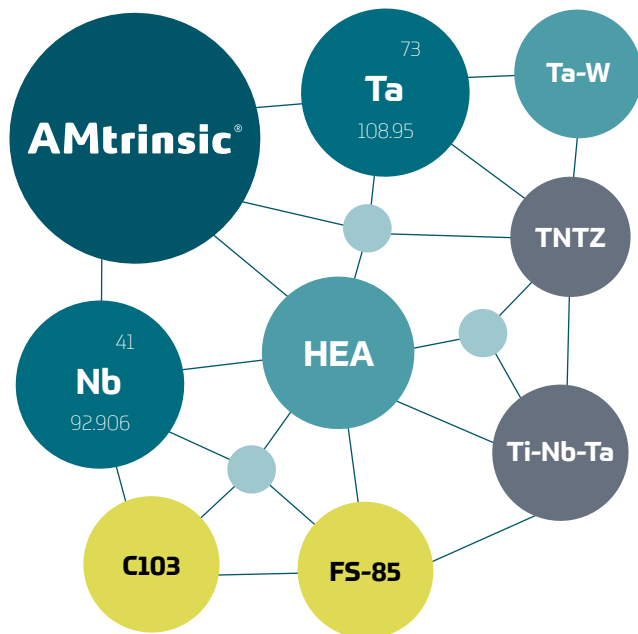 AMtrinsic®
73
Ta
108.95
Ta-W
TNTZ
HEA
41
Nb
92.906
Ti-Nb-Ta
C103
FS-85